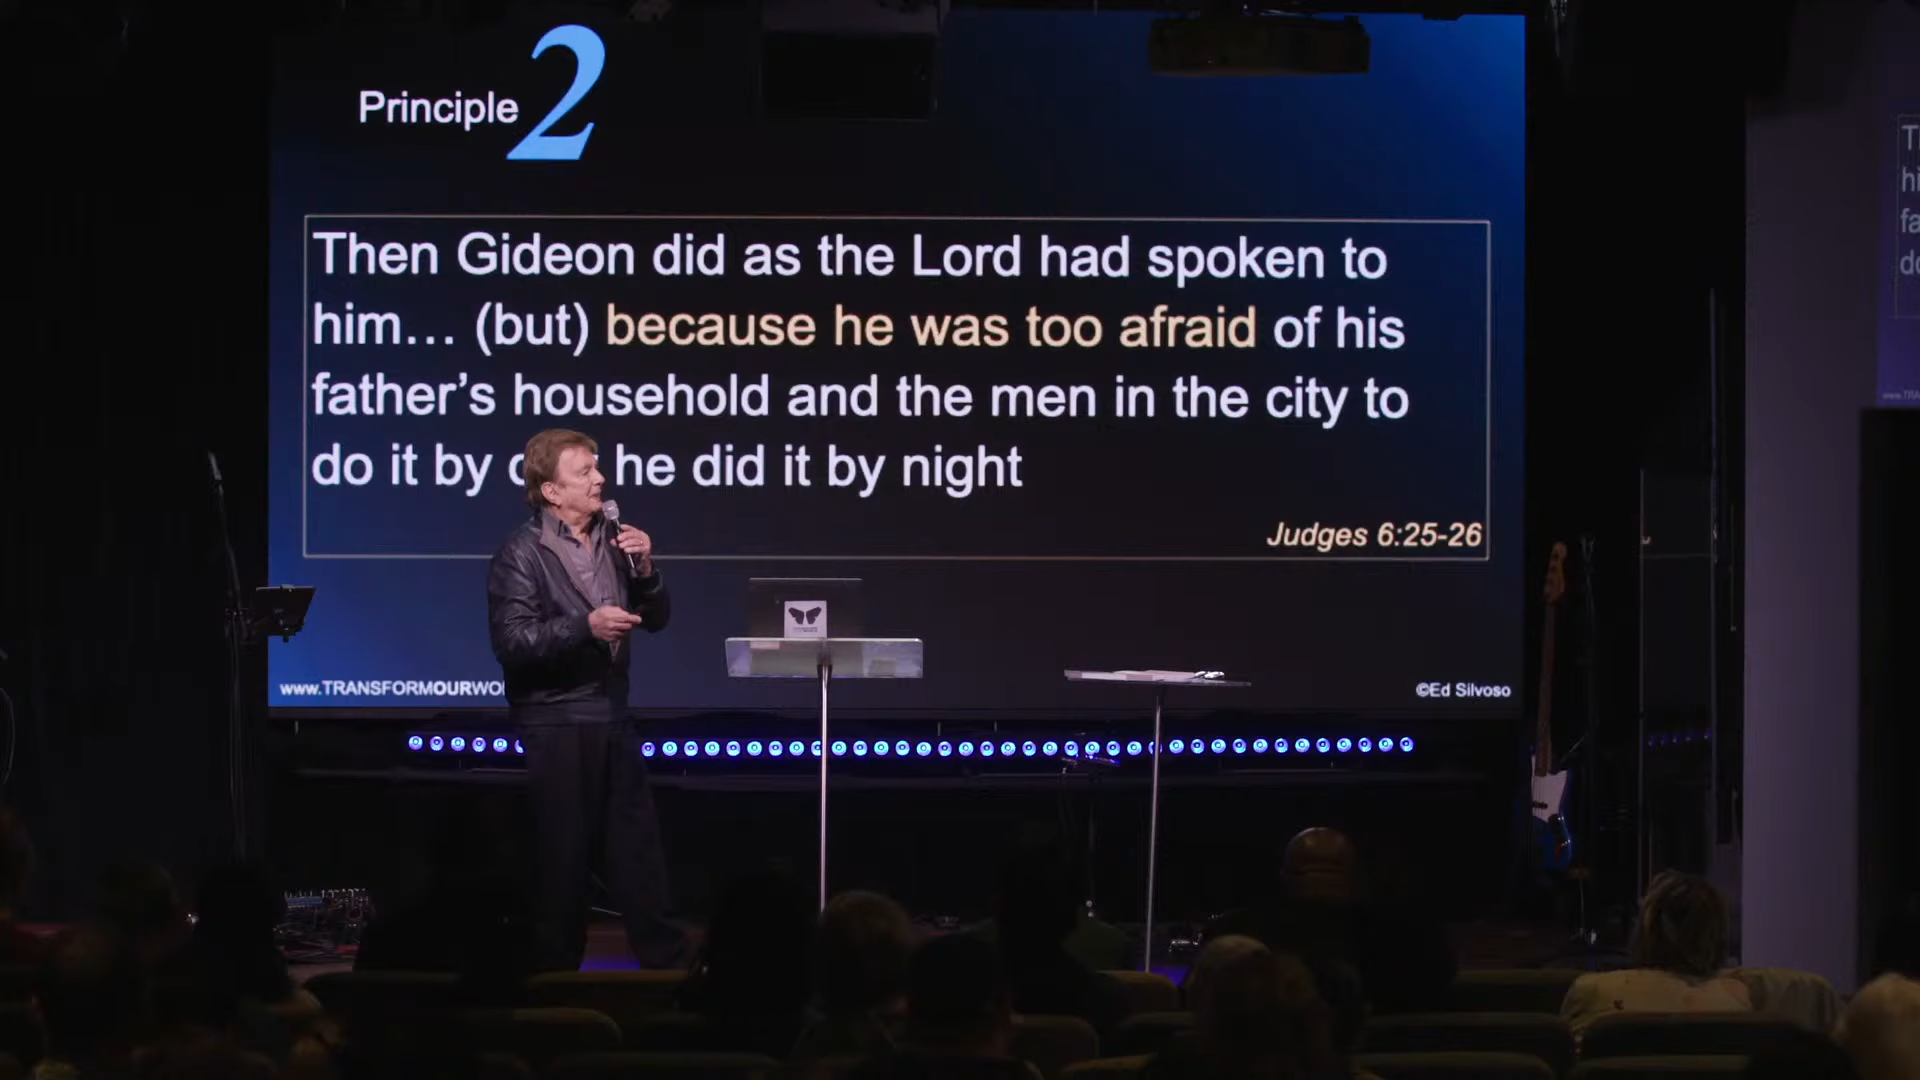 Principle 2
Then Gideon did as the Lord had spoken to
him… (but) because he was too afraid of his
father’s household and the men in the city to
do it by he did it by night
Judges 6:25-26
www.TRANSFORMOURWO
©Ed Silvoso